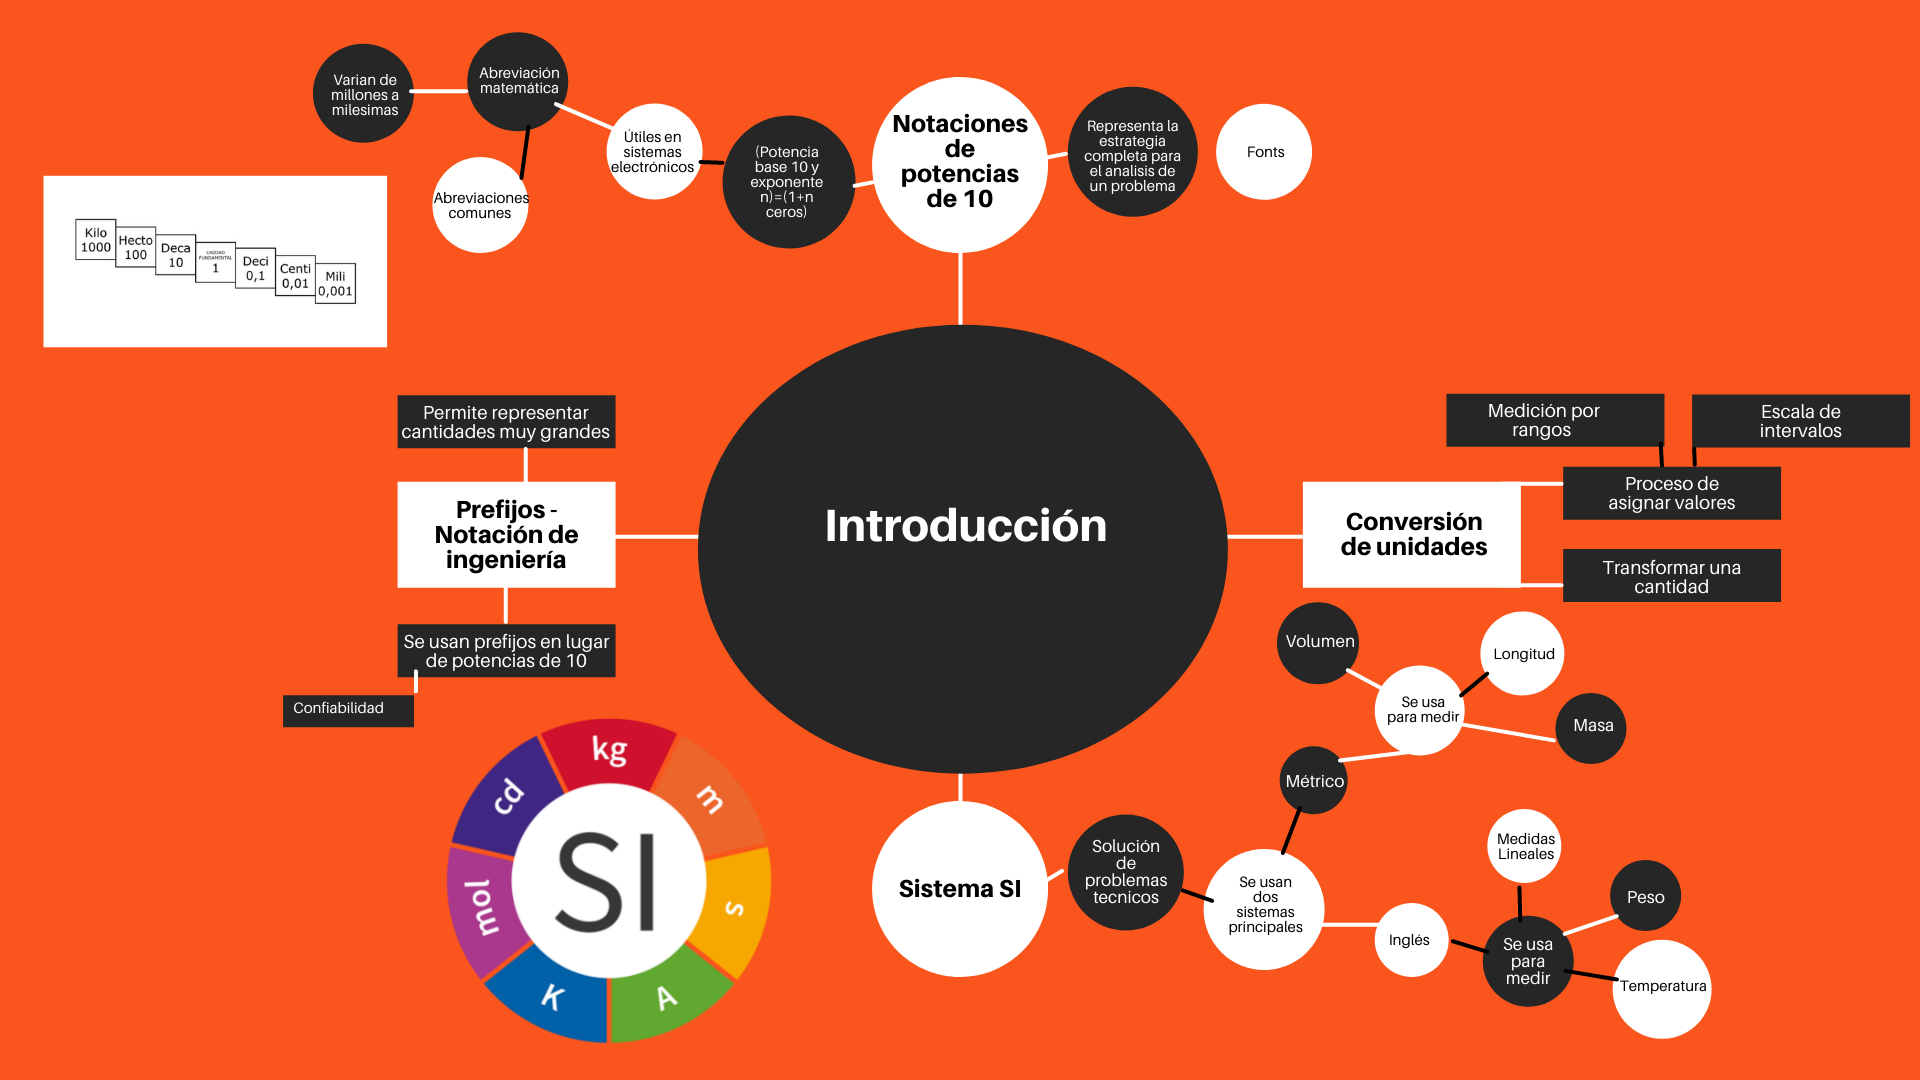 Varian de
millones a
milesimas
Abreviación
matemática
Abreviaciones
comunes
Útiles en
sistemas
electrónicos
(Potencia
base 10 y
exponente
n)=(1+n
ceros)
Notaciones
de
potencias
de 10
Representa la
estrategia
completa para
el analisis de
un problema
Fonts
Kilo
1000
Hecto
100
Deca
10
UNIDAD
FUNDAMENTAL
1
Deci
0,1
Centi
0,01
Mili
0,001
Introducción
Permite representar
cantidades muy grandes
Prefijos -
Notación de
ingeniería
Se usan prefijos en lugar
de potencias de 10
Confiabilidad
Medición por
rangos
Escala de
intervalos
Proceso de
asignar valores
Conversión
de unidades
Transformar una
cantidad
Volumen
Longitud
Se usa
para medir
Masa
Métrico
kg
m
s
A
K
mol
cd
SI
Sistema SI
Solución
de
problemas
tecnicos
Se usan
dos
sistemas
principales
Inglés
Medidas
Lineales
Peso
Se usa
para
medir
Temperatura